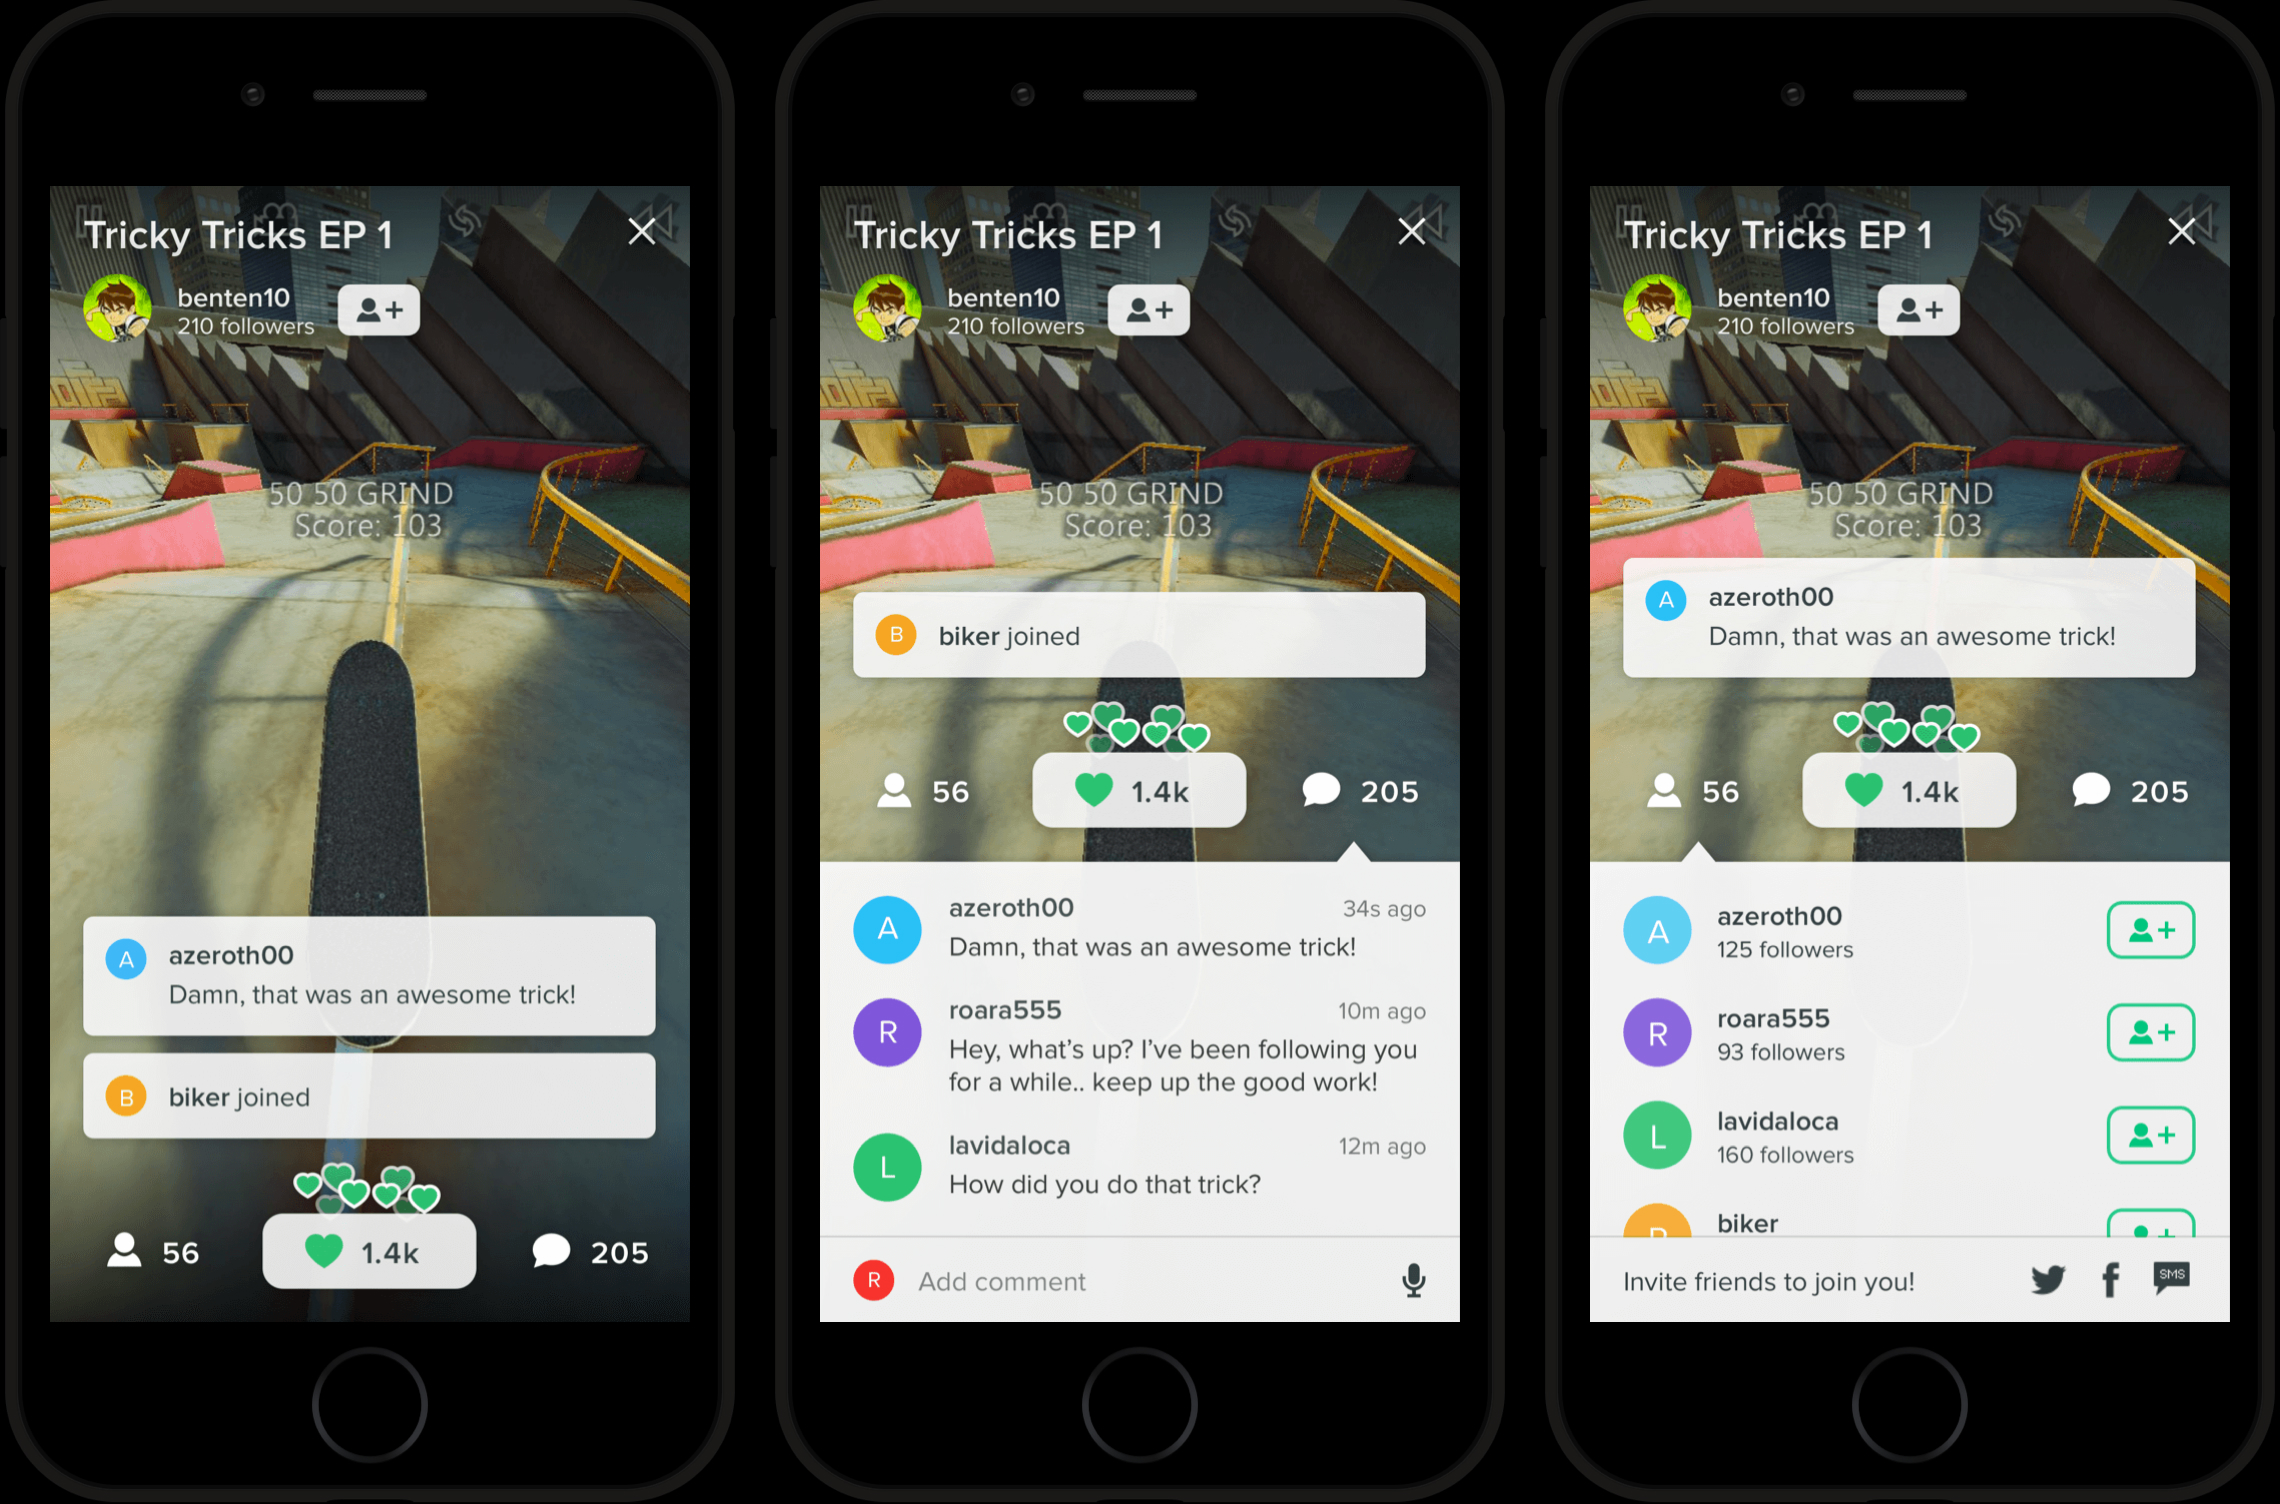 Tricky Tricks EP 1
benten10
210 followers
50 50 GRIND
Score: 103
A
azeroth00
Damn, that was an awesome trick!
B
biker joined
56
1.4k
205
Tricky Tricks EP 1
benten10
210 followers
50 50 GRIND
Score: 103
B
biker joined
56
1.4k
205
A
azeroth00
34s ago
Damn, that was an awesome trick!
R
roara555
10m ago
Hey, what's up? I've been following you
for a while.. keep up the good work!
L
lavidaloca
12m ago
How did you do that trick?
R
Add comment
Tricky Tricks EP 1
benten10
210 followers
50 50 GRIND
Score: 103
A
azeroth00
Damn, that was an awesome trick!
56
1.4k
205
A
azeroth00
125 followers
R
roara555
93 followers
L
lavidaloca
160 followers
B
biker
Invite friends to join you!
SMS